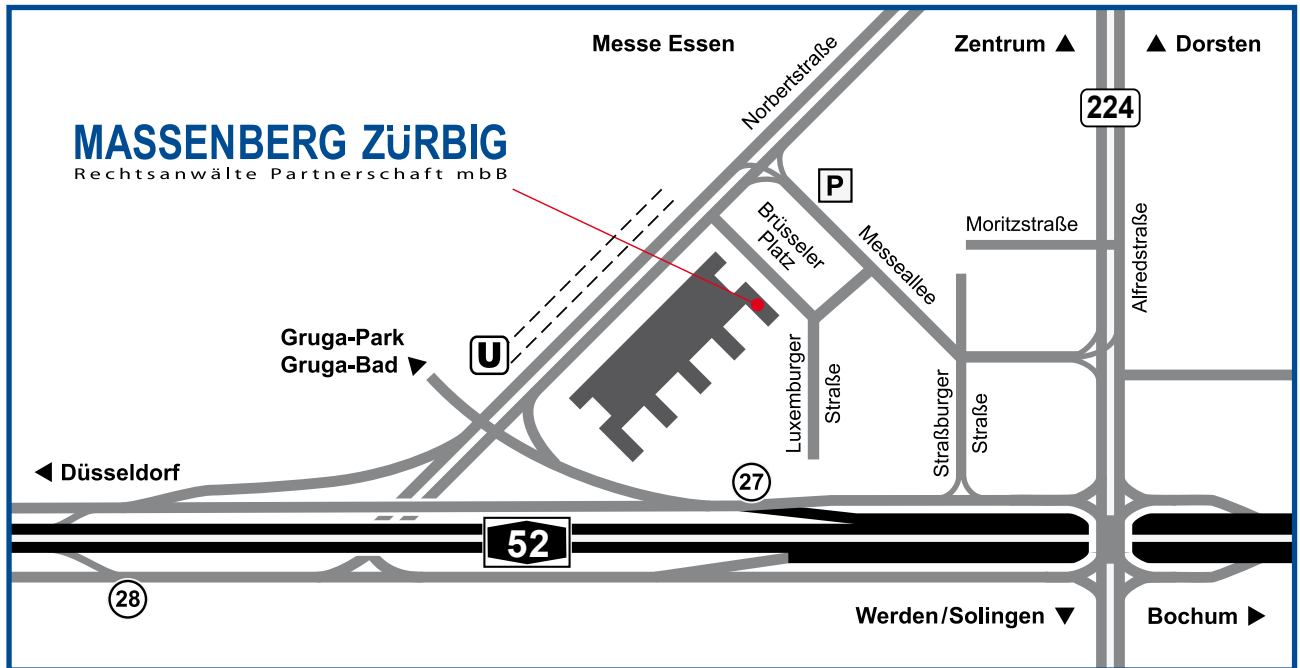 Messe Essen
Zentrum ▲
▲ Dorsten
Norbertstraße
224
MASSENBERG ZÜRBIG
Rechtsanwälte Partnerschaft mbB
P
Brüsseler
Platz
Messeallee
Moritzstraße
Alfredstraße
Gruga-Park
Gruga-Bad
U
Luxemburger
Straße
Straßburger
Straße
◀ Düsseldorf
27
52
28
Werden/Solingen ▼
Bochum ▶